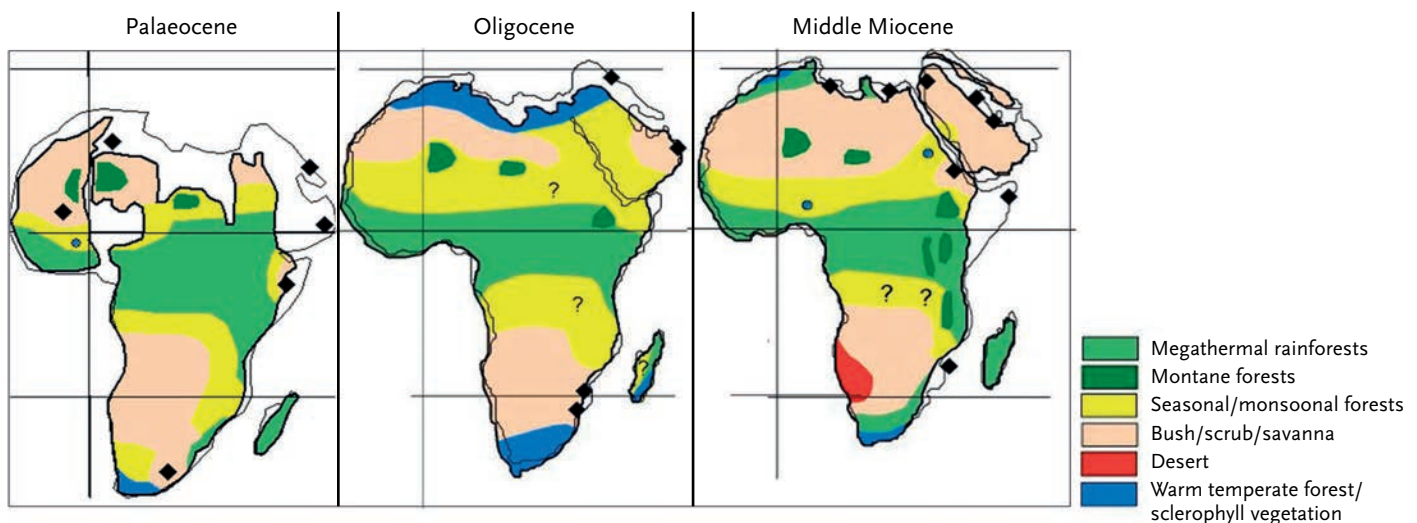 Palaeocene
Oligocene
Middle Miocene
?
?
?
? ?
Megathermal rainforests
Montane forests
Seasonal/monsoonal forests
Bush/scrub/savanna
Desert
Warm temperate forest/
sclerophyll vegetation